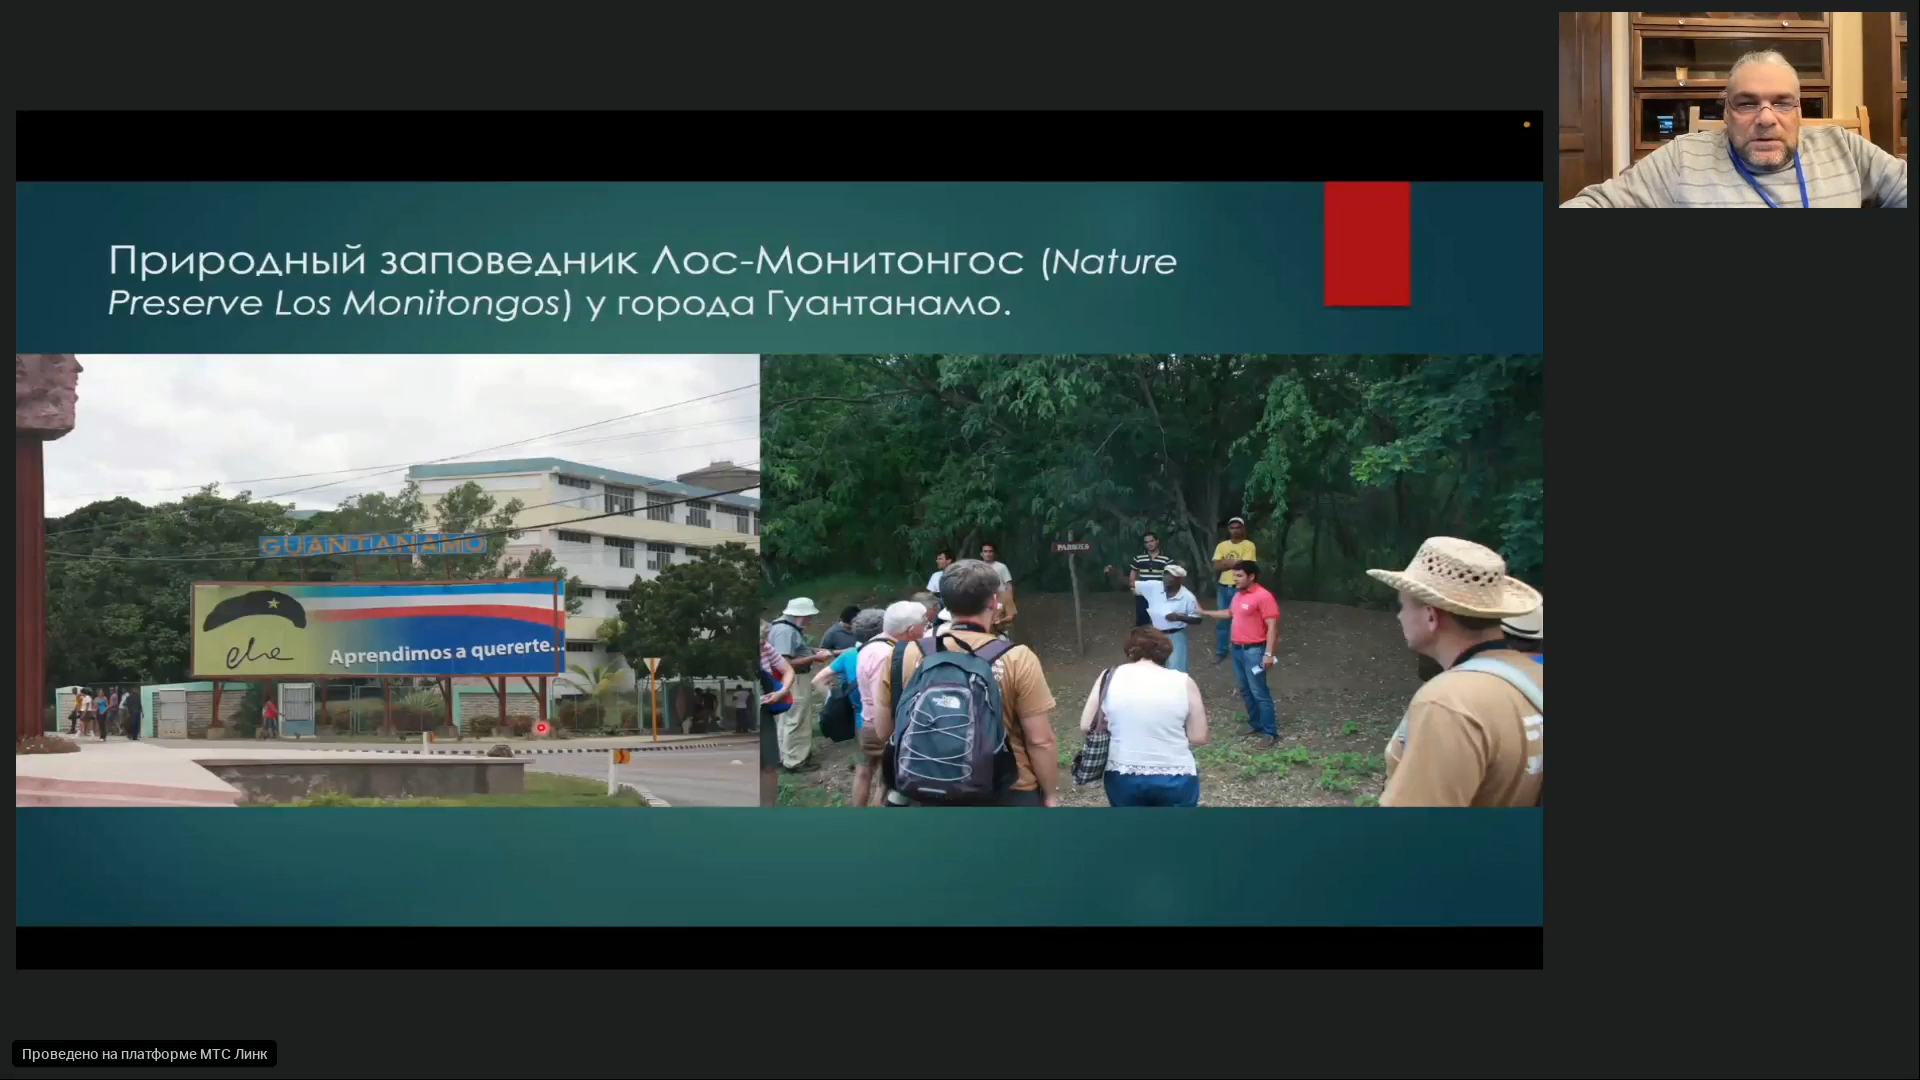 Природный заповедник Лос-Монитонгос (Nature
Preserve Los Monitongos) у города Гуантанамо.
GUANTANAMO
che
Aprendimos a quererte...
Проведено на платформе МТС Линк